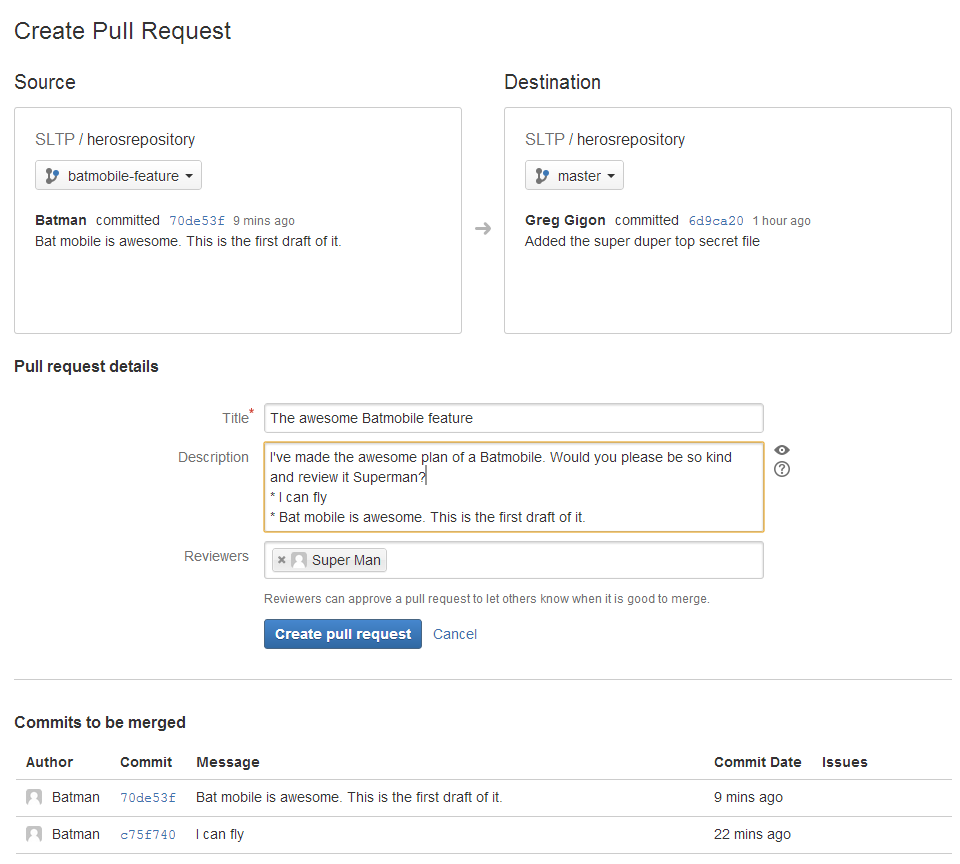 Create Pull Request
Source
Destination
SLTP / herosrepository
batmobile-feature
Batman committed 70de53f 9 mins ago
Bat mobile is awesome. This is the first draft of it.
SLTP / herosrepository
master
Greg Gigon committed 6d9ca20 1 hour ago
Added the super duper top secret file
Pull request details
Title* The awesome Batmobile feature
Description I've made the awesome plan of a Batmobile. Would you please be so kind
and review it Superman?
* I can fly
* Bat mobile is awesome. This is the first draft of it.
Reviewers × Super Man
Reviewers can approve a pull request to let others know when it is good to merge.
Create pull request Cancel
Commits to be merged
Author Commit Message Commit Date Issues
Batman 70de53f Bat mobile is awesome. This is the first draft of it. 9 mins ago
Batman c75f740 I can fly 22 mins ago